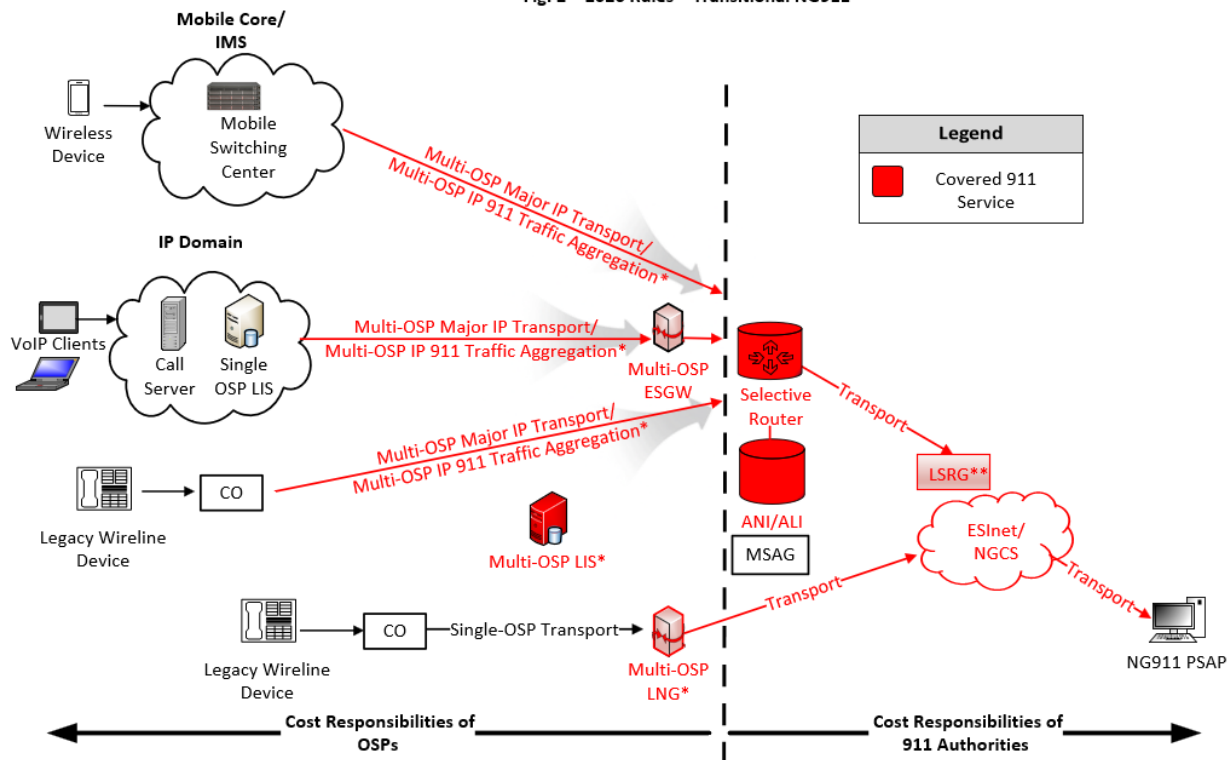 Mobile Core/
IMS
Wireless
Device
Mobile
Switching
Center
Multi-OSP Major IP Transport/
Multi-OSP IP 911 Traffic Aggregation*
Legend
Covered 911
Service
IP Domain
VoIP Clients
Call
Server
Single
OSP LIS
Multi-OSP Major IP Transport/
Multi-OSP IP 911 Traffic Aggregation*
Multi-OSP
ESGW
Selective
Router
Transport
Multi-OSP Major IP Transport/
Multi-OSP IP 911 Traffic Aggregation*
Legacy Wireline
Device
CO
LSRG**
ANI/ALI
MSAG
Multi-OSP LIS*
ESInet/
NGCS
Transport
Transport
Legacy Wireline
Device
CO
Single-OSP Transport
Multi-OSP
LNG*
NG911 PSAP
Cost Responsibilities of
OSPs
Cost Responsibilities of
911 Authorities